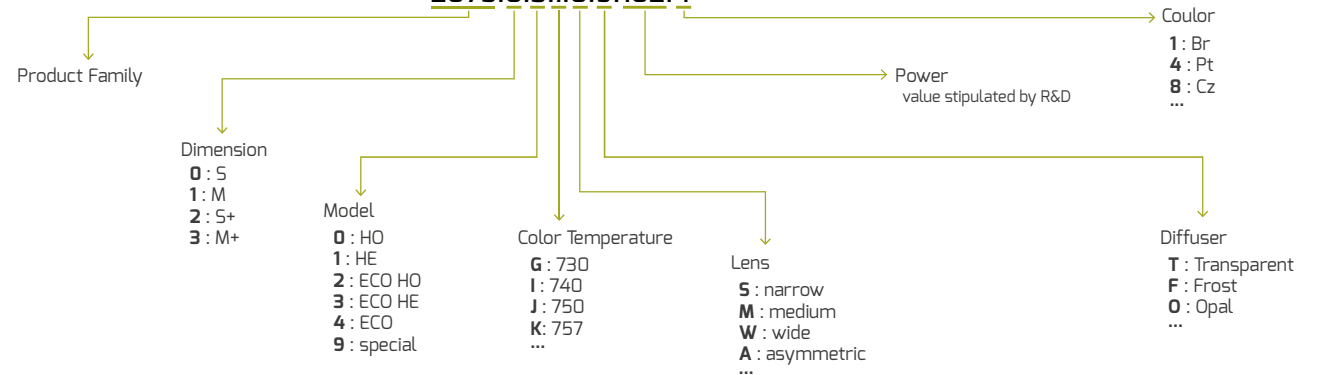 Coulor
1 : Br
4 : Pt
8 : Cz
...
Product Family
Power
value stipulated by R&D
Dimension
0 : S
1 : M
2 : S+
3 : M+
Model
0 : HO
1 : HE
2 : ECO HO
3 : ECO HE
4 : ECO
9 : special
Color Temperature
G : 730
I : 740
J : 750
K: 757
...
Lens
S : narrow
M : medium
W : wide
A : asymmetric
...
Diffuser
T : Transparent
F : Frost
O : Opal
...